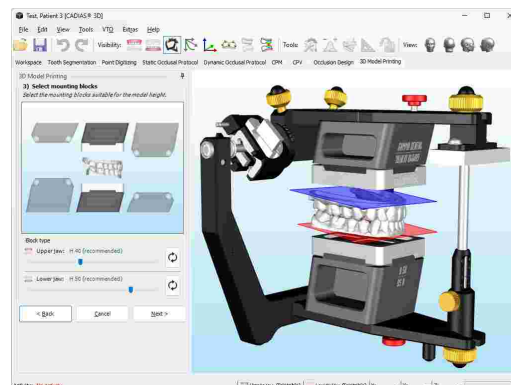 Test, Patient 3 [CADIAS® 3D]
File Edit View Tools VTO Extras Help
Visibility: Tools: View:
Workspace Tooth Segmentation Point Digitizing Static Occlusal Protocol Dynamic Occlusal Protocol CPM CPV Occlusion Design 3D Model Printing
3D Model Printing
3) Select mounting blocks
Select the mounting blocks suitable for the model height.
Block type
Upper jaw: H 40 (recommended)
Lower jaw: H 50 (recommended)
< Back Cancel Next >